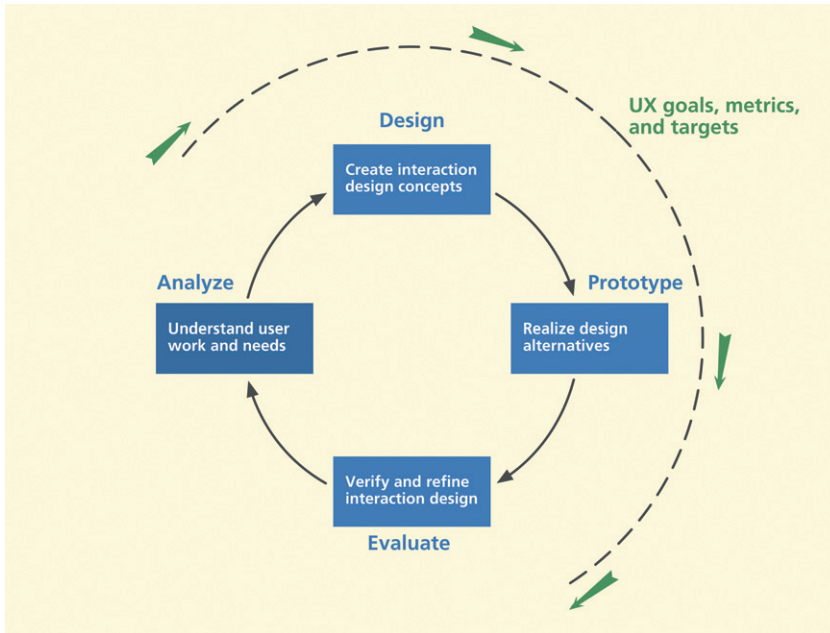 UX goals, metrics,
and targets
Design
Create interaction
design concepts
Analyze
Understand user
work and needs
Prototype
Realize design
alternatives
Verify and refine
interaction design
Evaluate